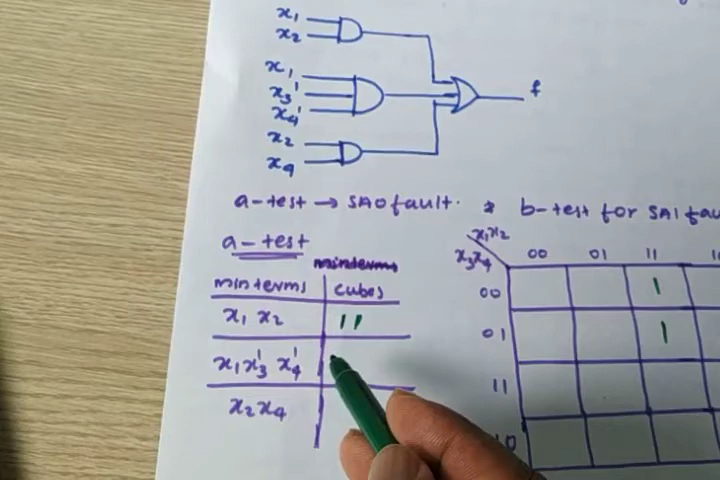 x₁
x₂
x₁
x₃'
x₄'
f
x₂
x₄
a-test → SA0 fault. * b-test for SA1 fau
a-test
minterms
minterms cubes
x₁ x₂ 11
x₁x₃' x₄'
x₂x₄
x₁x₂
x₃x₄ 00 01 11
00 1
01 1
11
10